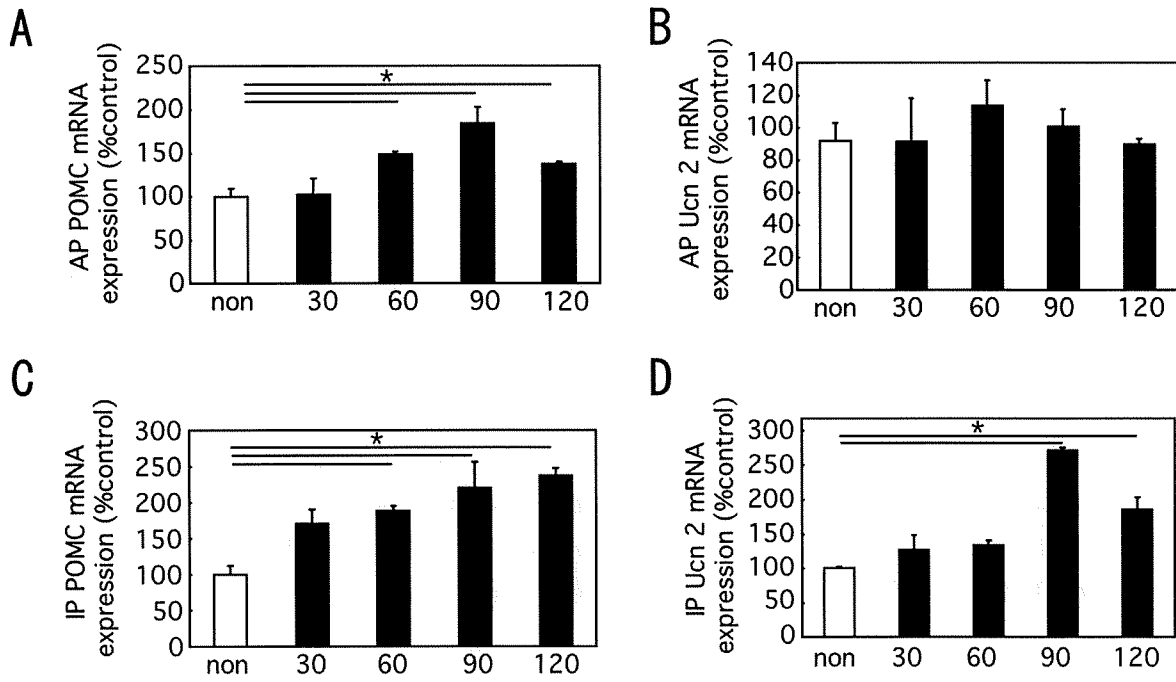 A
AP POMC mRNA
expression (%control)
250
200
150
100
50
0
*
non 30 60 90 120
B
AP Ucn 2 mRNA
expression (%control)
140
120
100
80
60
40
20
0
non 30 60 90 120
C
IP POMC mRNA
expression (%control)
300
250
200
150
100
50
0
*
non 30 60 90 120
D
IP Ucn 2 mRNA
expression (%control)
300
250
200
150
100
50
0
*
non 30 60 90 120